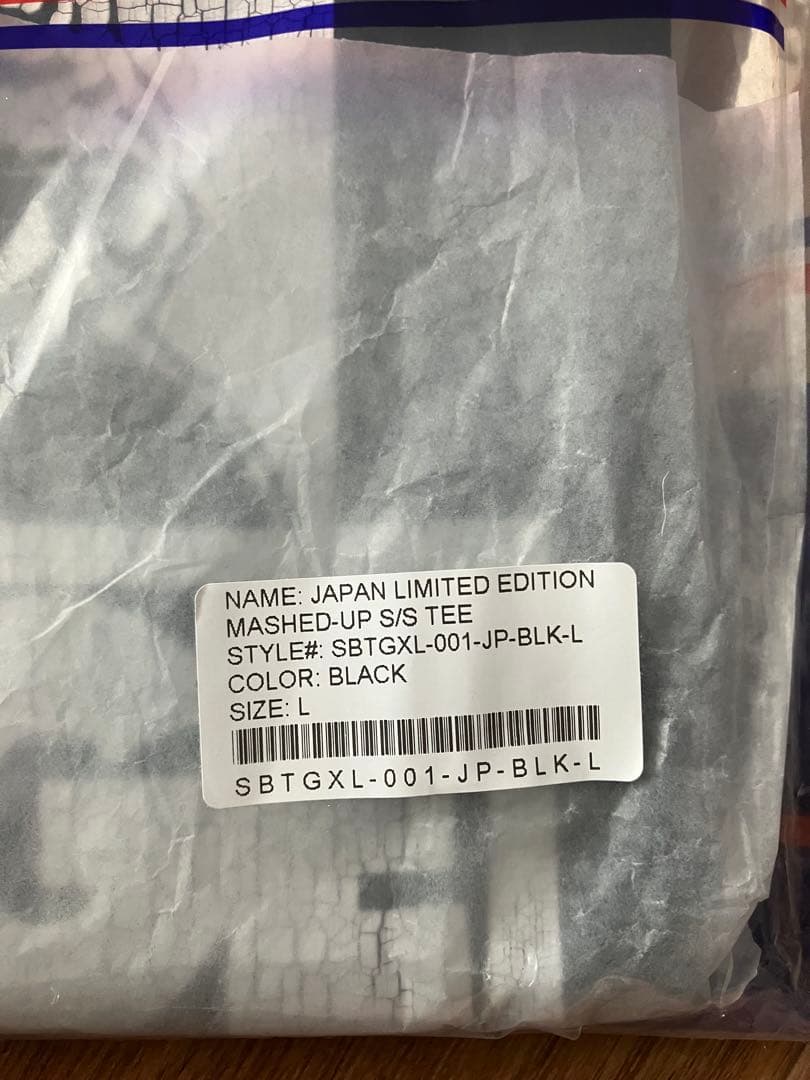 NAME: JAPAN LIMITED EDITION
MASHED-UP S/S TEE
STYLE#: SBTGXL-001-JP-BLK-L
COLOR: BLACK
SIZE: L
SBTGXL-001-JP-BLK-L